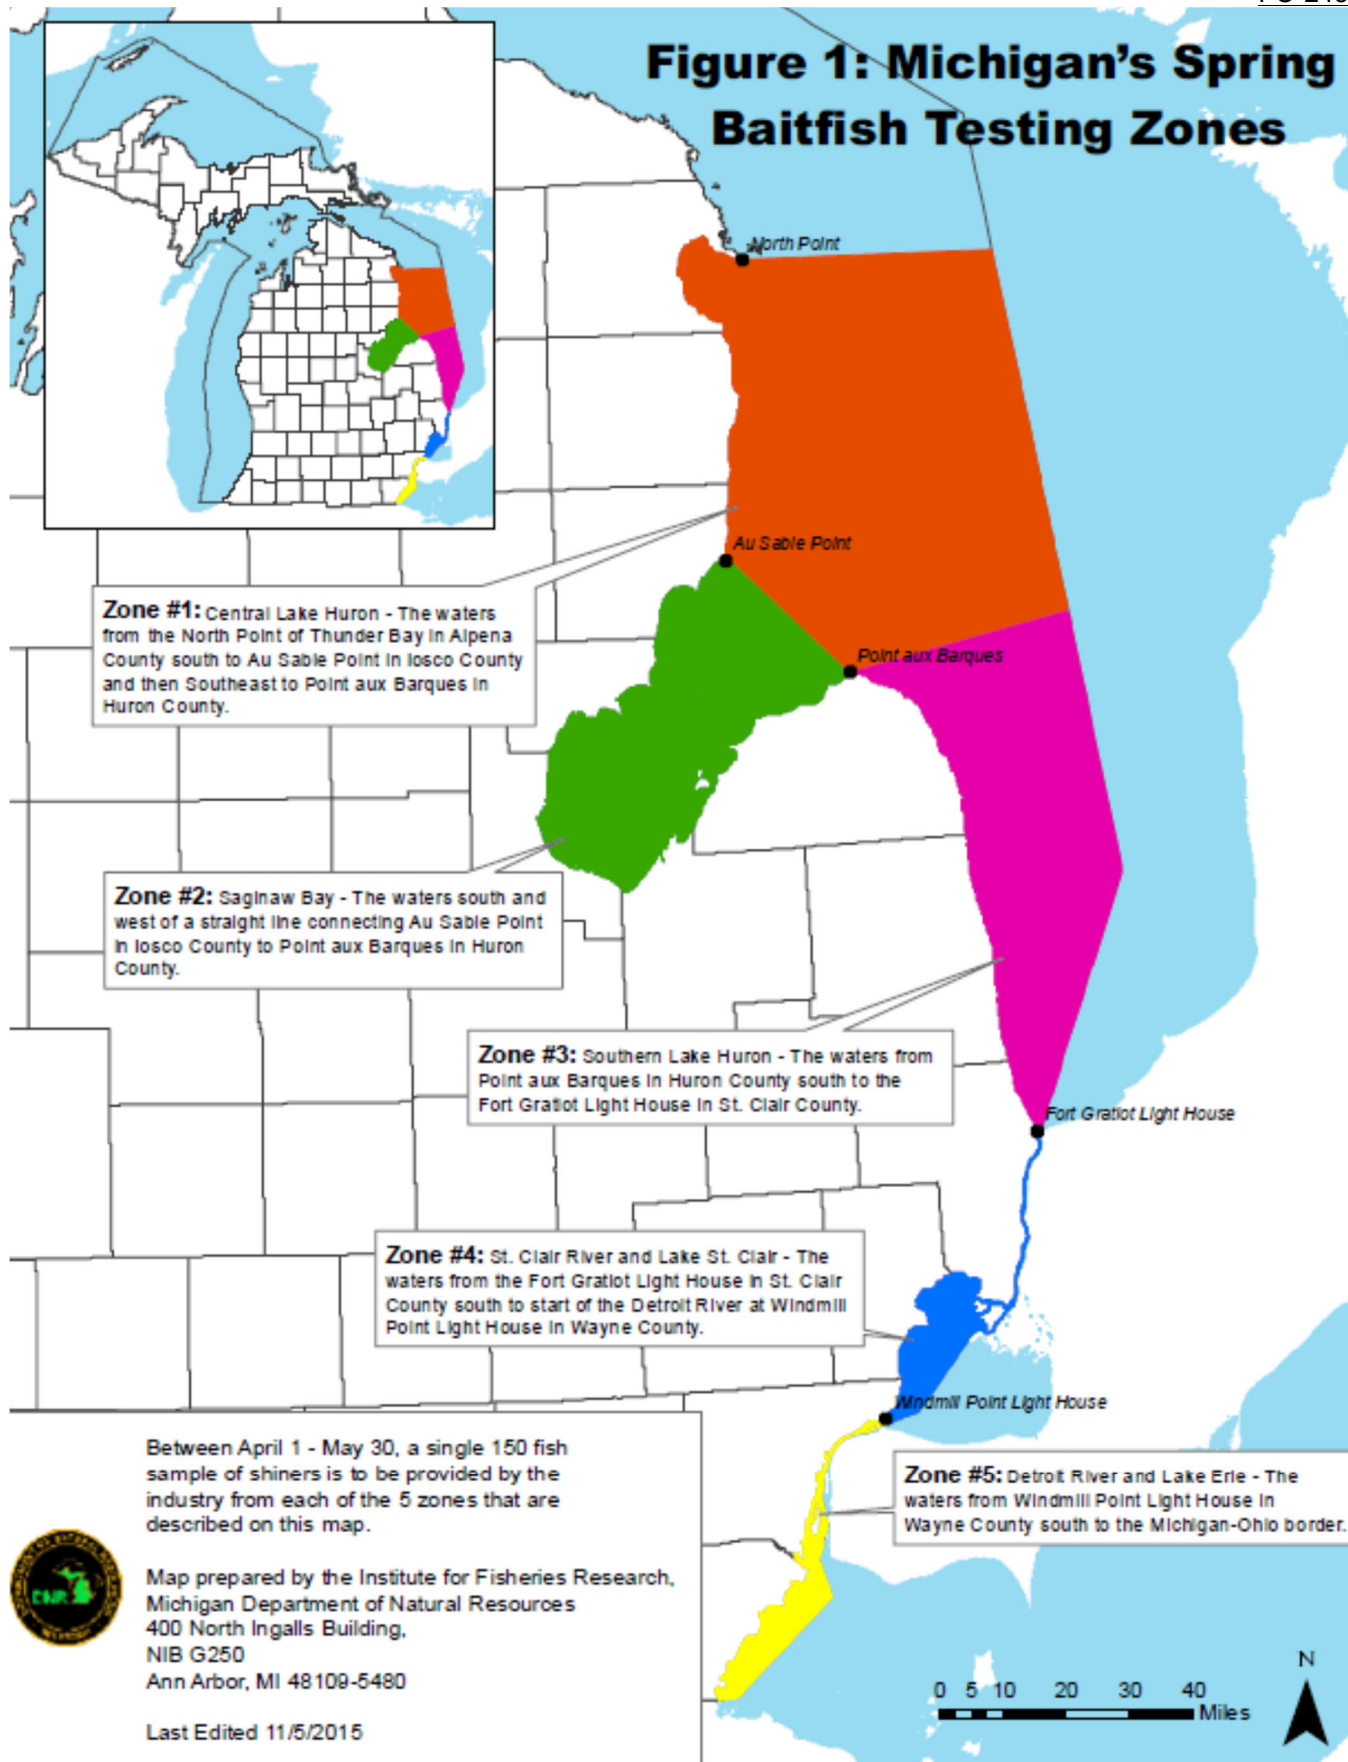 Figure 1: Michigan's Spring
Baitfish Testing Zones
North Point
Au Sable Point
Zone #1: Central Lake Huron - The waters
from the North Point of Thunder Bay in Alpena
County south to Au Sable Point in Iosco County
and then Southeast to Point aux Barques in
Huron County.
Point aux Barques
Zone #2: Saginaw Bay - The waters south and
west of a straight line connecting Au Sable Point
in Iosco County to Point aux Barques in Huron
County.
Zone #3: Southern Lake Huron - The waters from
Point aux Barques in Huron County south to the
Fort Gratiot Light House in St. Clair County.
Fort Gratiot Light House
Zone #4: St. Clair River and Lake St. Clair - The
waters from the Fort Gratiot Light House in St. Clair
County south to start of the Detroit River at Windmill
Point Light House in Wayne County.
Windmill Point Light House
Zone #5: Detroit River and Lake Erie - The
waters from Windmill Point Light House in
Wayne County south to the Michigan-Ohio border.
Between April 1 - May 30, a single 150 fish
sample of shiners is to be provided by the
industry from each of the 5 zones that are
described on this map.
Map prepared by the Institute for Fisheries Research,
Michigan Department of Natural Resources
400 North Ingalls Building,
NIB G250
Ann Arbor, MI 48109-5480
Last Edited 11/5/2015
DNR
N
0 5 10 20 30 40
Miles